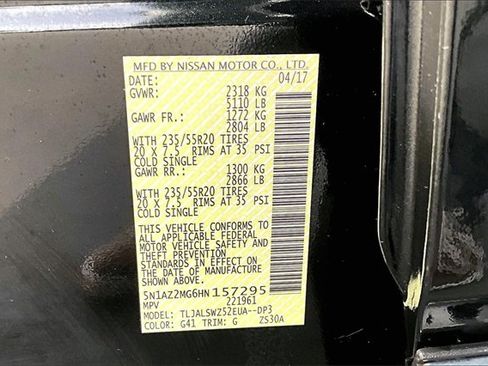 MFD BY NISSAN MOTOR CO., LTD.
DATE: 04/17
GVWR: 2318 KG
5110 LB
GAWR FR.: 1272 KG
2804 LB
WITH 235/55R20 TIRES
20 X 7.5 RIMS AT 35 PSI
COLD SINGLE
GAWR RR.: 1300 KG
2866 LB
WITH 235/55R20 TIRES
20 X 7.5 RIMS AT 35 PSI
COLD SINGLE
THIS VEHICLE CONFORMS TO
ALL APPLICABLE FEDERAL
MOTOR VEHICLE SAFETY AND
THEFT PREVENTION
STANDARDS IN EFFECT ON
THE DATE OF MANUFACTURE
SHOWN ABOVE.
5N1AZ2MG6HN157295
MPV 221961
MODEL: TLJALSWZ52EUA--DP3
COLOR: G41 TRIM: G ZS30A